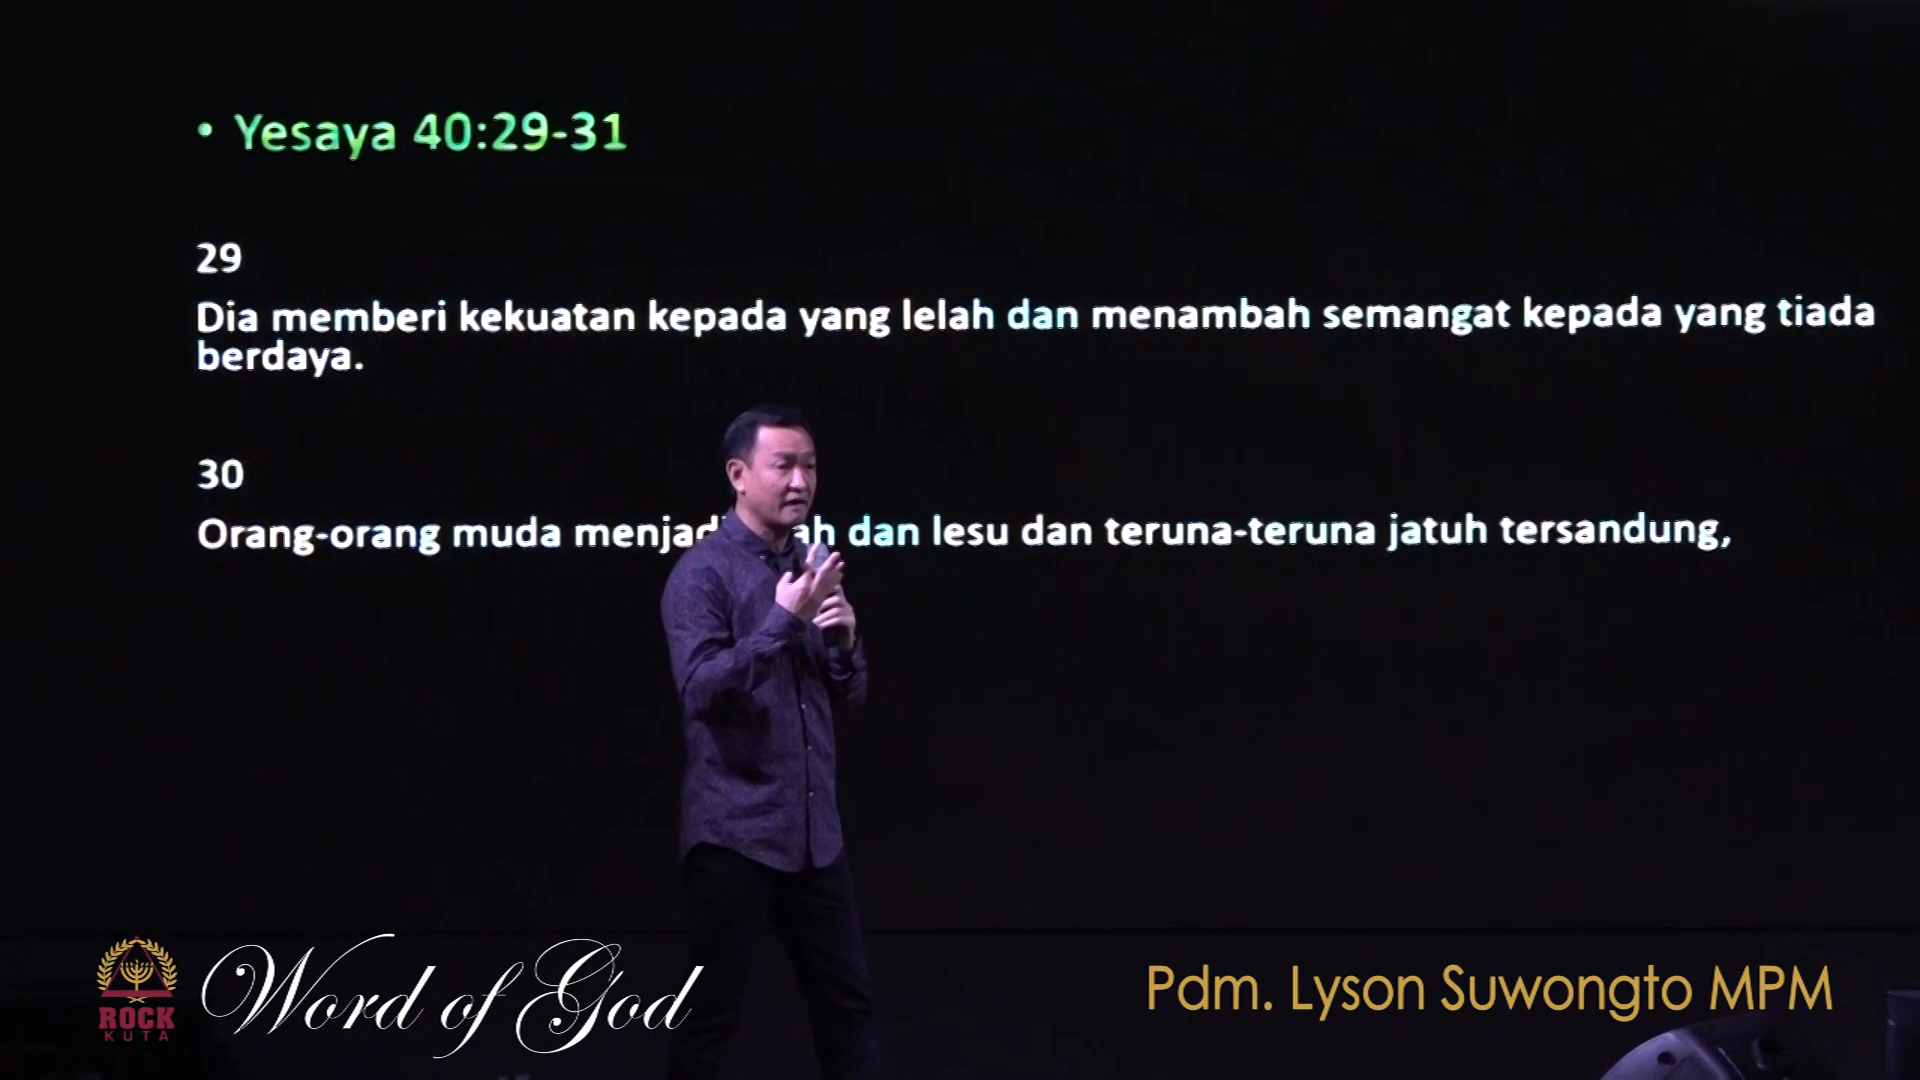 • Yesaya 40:29-31
29
Dia memberi kekuatan kepada yang lelah dan menambah semangat kepada yang tiada
berdaya.
30
Orang-orang muda dan lesu dan teruna-teruna jatuh tersandung,
Word of God
ROCK
KUTA
Pdm. Lyson Suwongto MPM